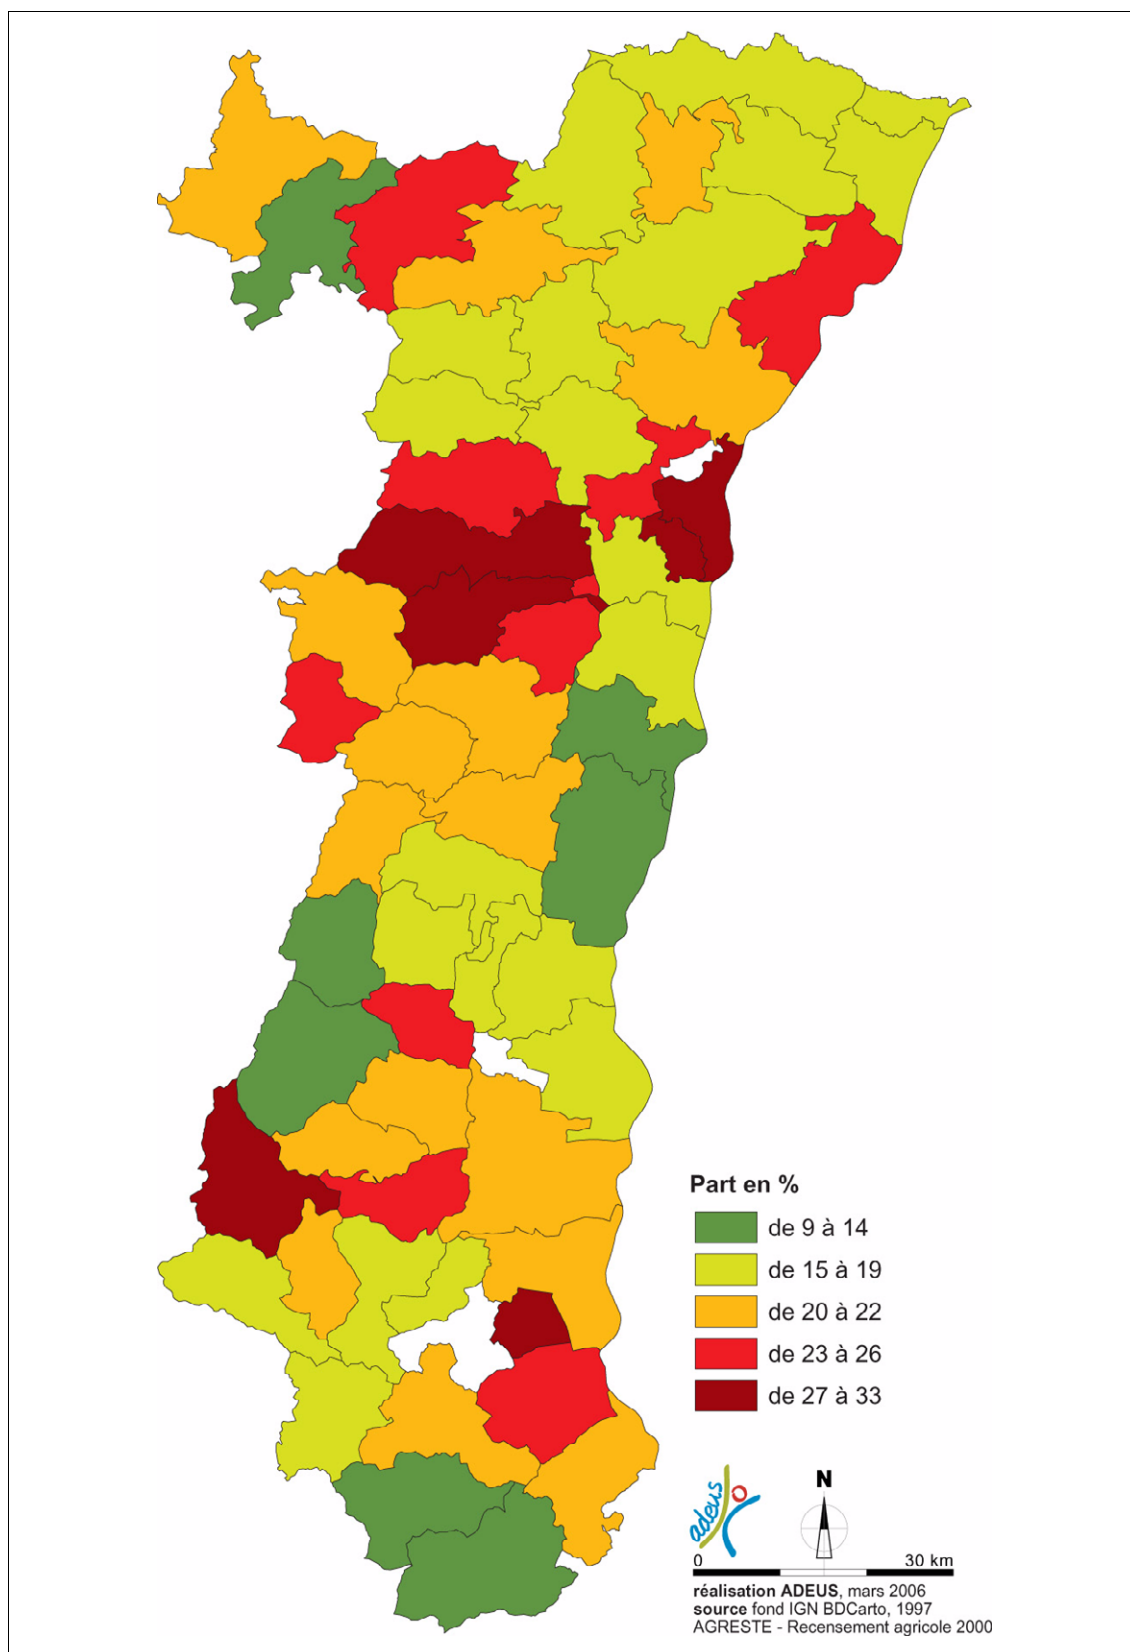 Part en %
de 9 à 14
de 15 à 19
de 20 à 22
de 23 à 26
de 27 à 33
adeus
N
0 30 km
réalisation ADEUS, mars 2006
source fond IGN BDCarto, 1997
AGRESTE - Recensement agricole 2000